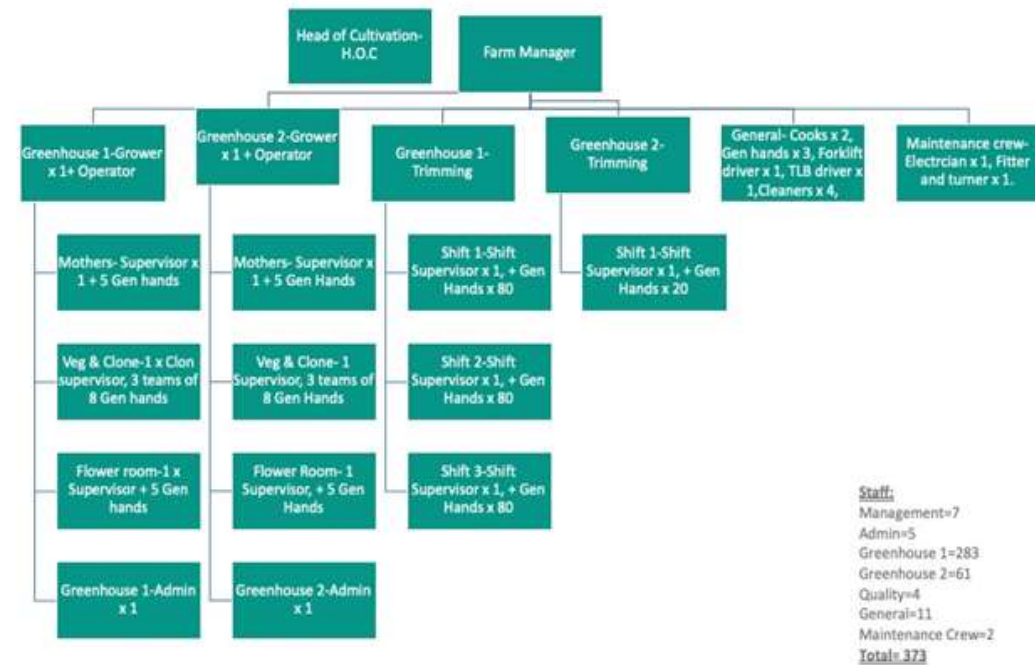 Head of Cultivation-
H.O.C
Farm Manager
Greenhouse 1-Grower
x 1+ Operator
Greenhouse 2-Grower
x 1 + Operator
Greenhouse 1-
Trimming
Greenhouse 2-
Trimming
General- Cooks x 2,
Gen hands x 3, Forklift
driver x 1, TLB driver x
1,Cleaners x 4,
Maintenance crew-
Electrcian x 1, Fitter
and turner x 1.
Mothers- Supervisor x
1 + 5 Gen hands
Mothers- Supervisor x
1 + 5 Gen Hands
Shift 1-Shift
Supervisor x 1, + Gen
Hands x 80
Shift 1-Shift
Supervisor x 1, + Gen
Hands x 20
Veg & Clone-1 x Clon
supervisor, 3 teams of
8 Gen hands
Veg & Clone- 1
Supervisor, 3 teams of
8 Gen Hands
Shift 2-Shift
Supervisor x 1, + Gen
Hands x 80
Flower room-1 x
Supervisor + 5 Gen
hands
Flower Room- 1
Supervisor, + 5 Gen
Hands
Shift 3-Shift
Supervisor x 1, + Gen
Hands x 80
Greenhouse 1-Admin
x 1
Greenhouse 2-Admin
x 1
Staff:
Management=7
Admin=5
Greenhouse 1=283
Greenhouse 2=61
Quality=4
General=11
Maintenance Crew=2
Total= 373